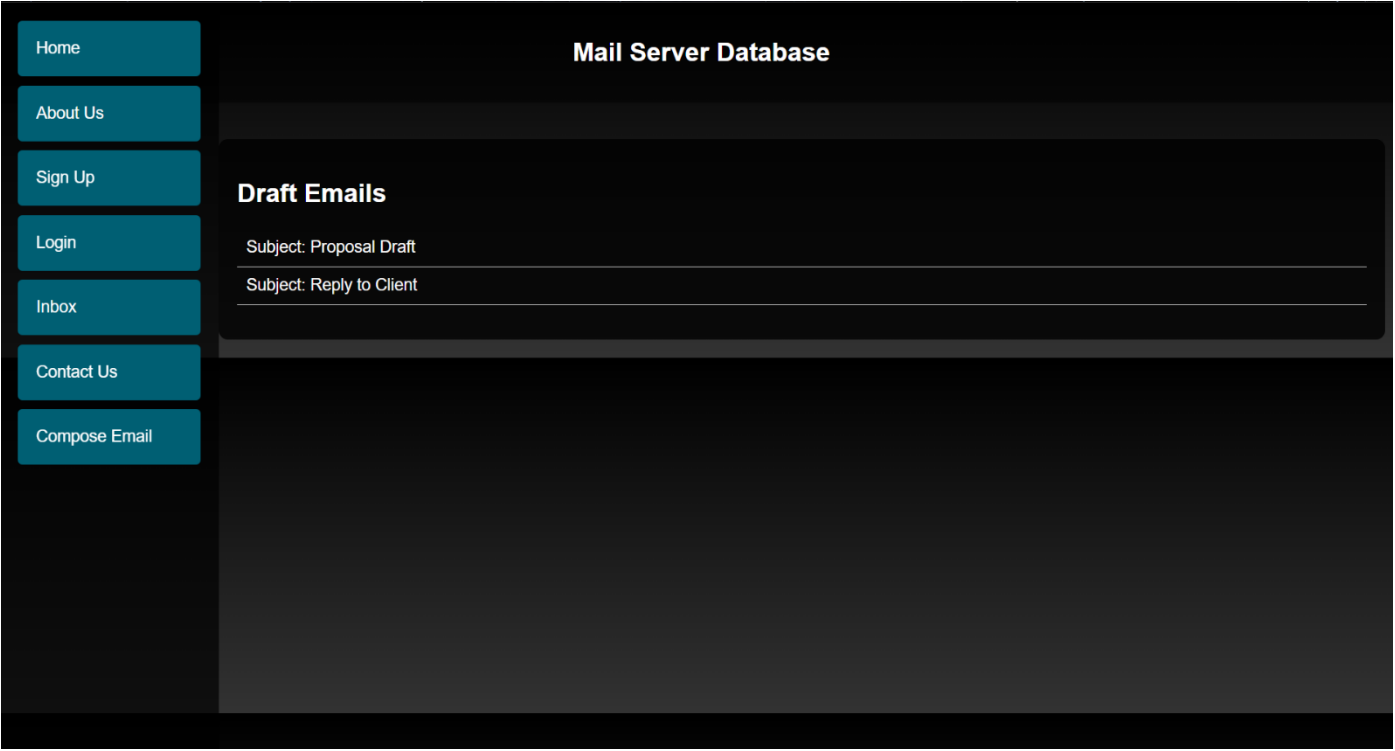 Home
About Us
Sign Up
Login
Inbox
Contact Us
Compose Email
Mail Server Database
Draft Emails
Subject: Proposal Draft
Subject: Reply to Client